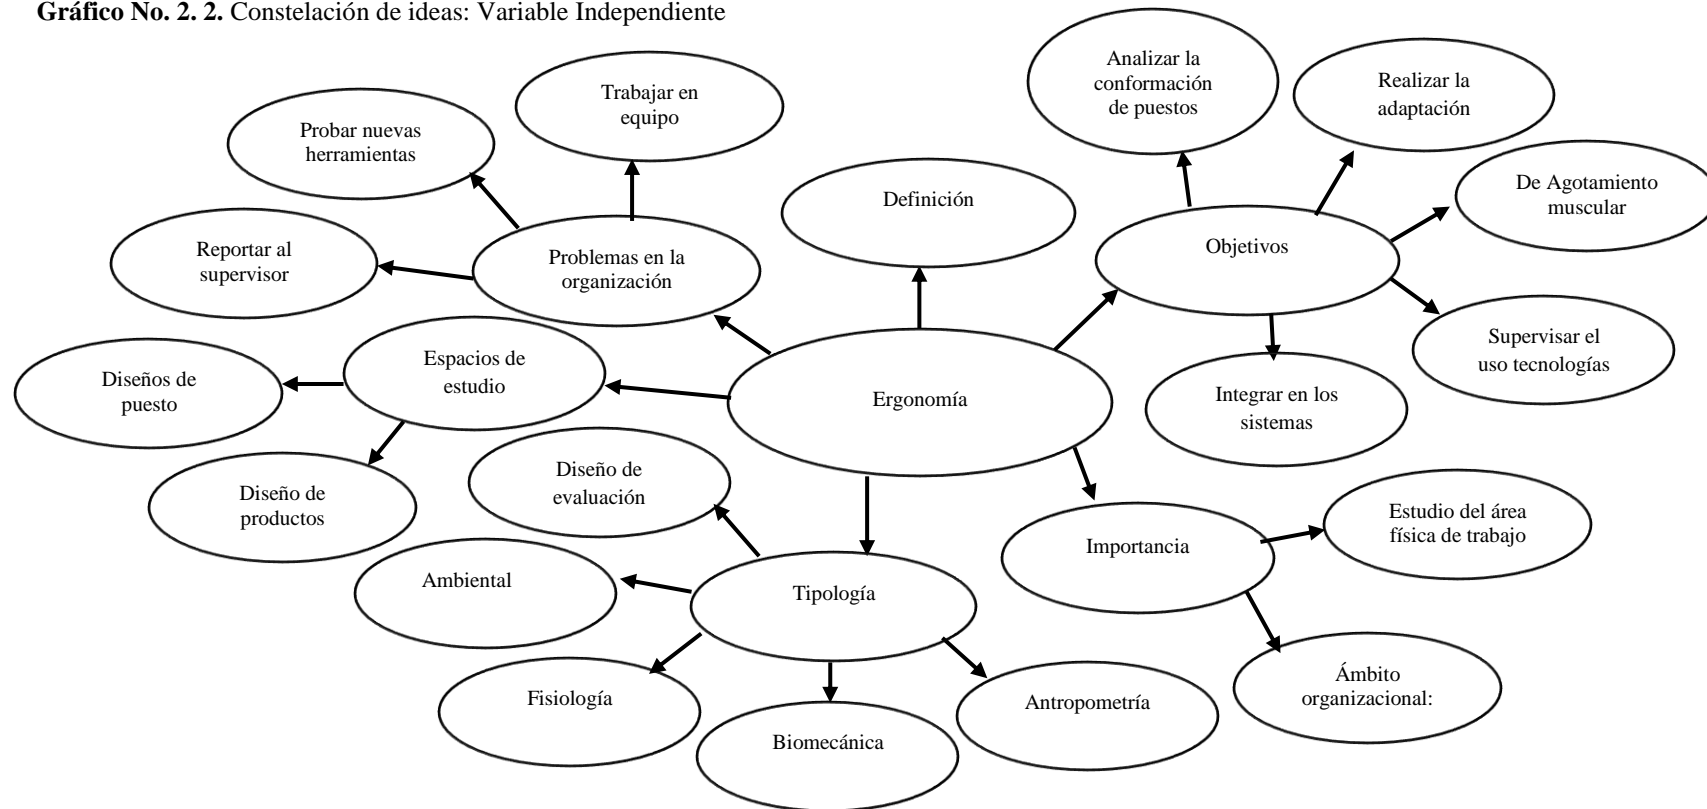 Gráfico No. 2. 2. Constelación de ideas: Variable Independiente
Analizar la
conformación
de puestos
Realizar la
adaptación
Trabajar en
equipo
Probar nuevas
herramientas
De Agotamiento
muscular
Definición
Objetivos
Reportar al
supervisor
Problemas en la
organización
Supervisar el
uso tecnologías
Espacios de
estudio
Diseños de
puesto
Ergonomía
Integrar en los
sistemas
Diseño de
evaluación
Diseño de
productos
Estudio del área
física de trabajo
Importancia
Ambiental
Tipología
Ámbito
organizacional:
Fisiología
Antropometría
Biomecánica